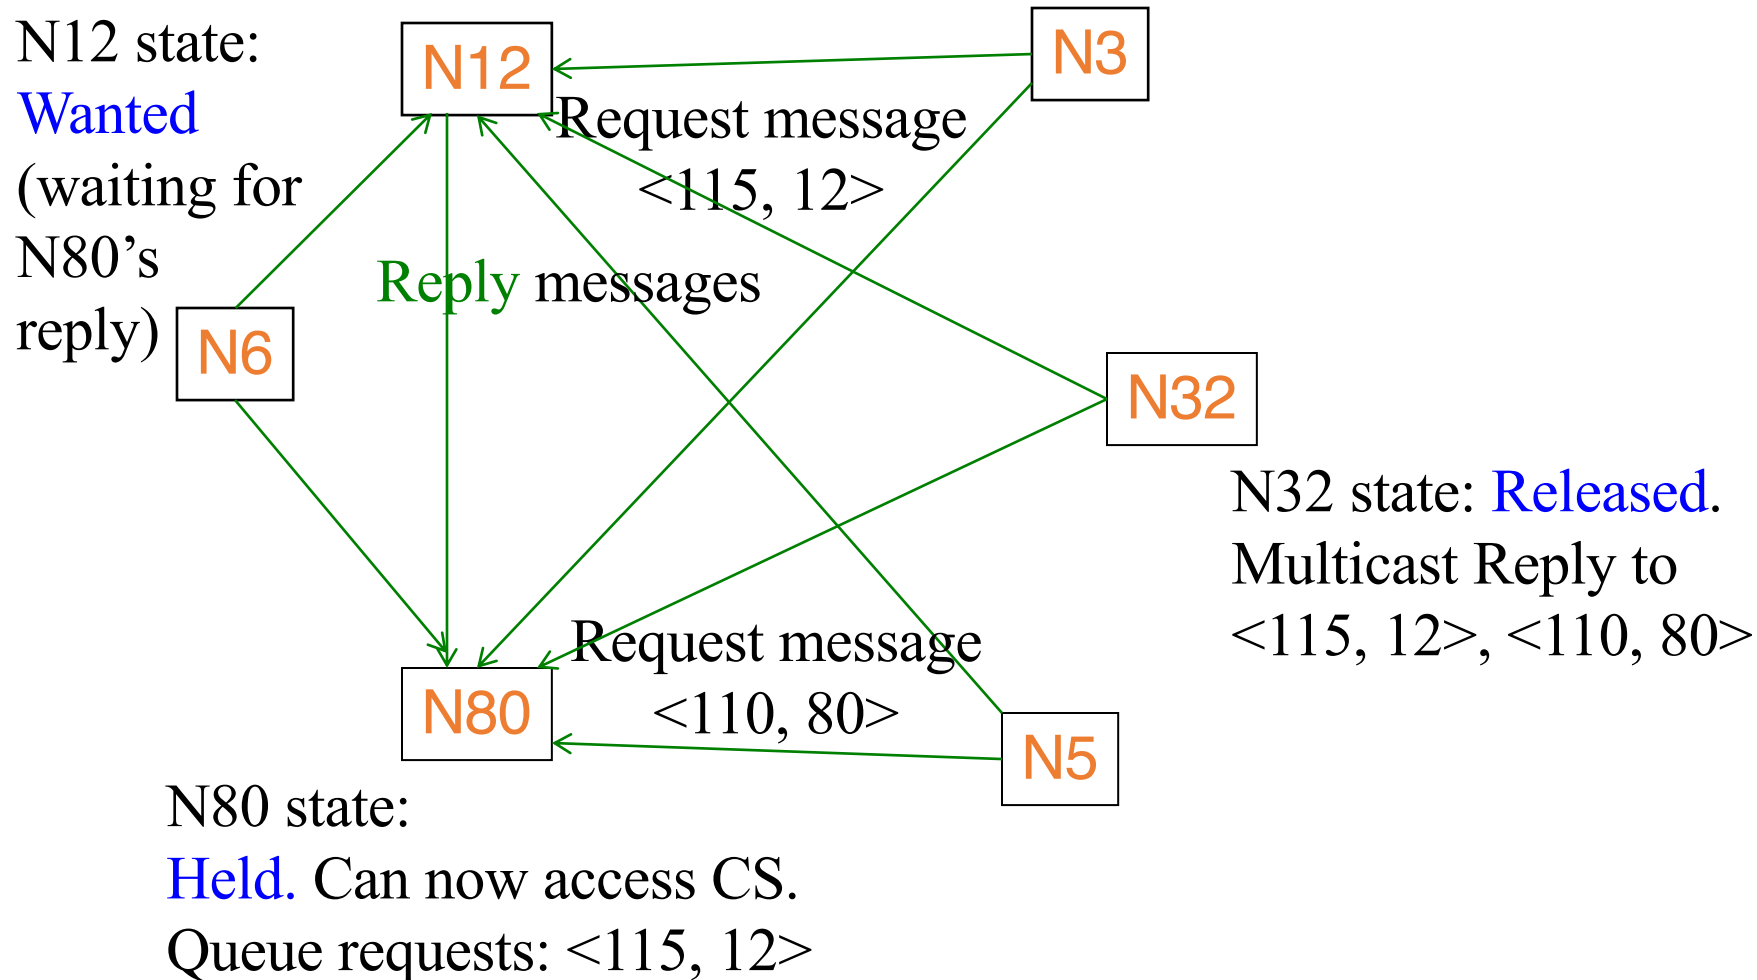 N12 state:
Wanted
(waiting for
N80’s
reply)
N12
N3
Request message
<115, 12>
Reply messages
N6
N32
N32 state: Released.
Multicast Reply to
<115, 12>, <110, 80>
Request message
<110, 80>
N80
N5
N80 state:
Held. Can now access CS.
Queue requests: <115, 12>